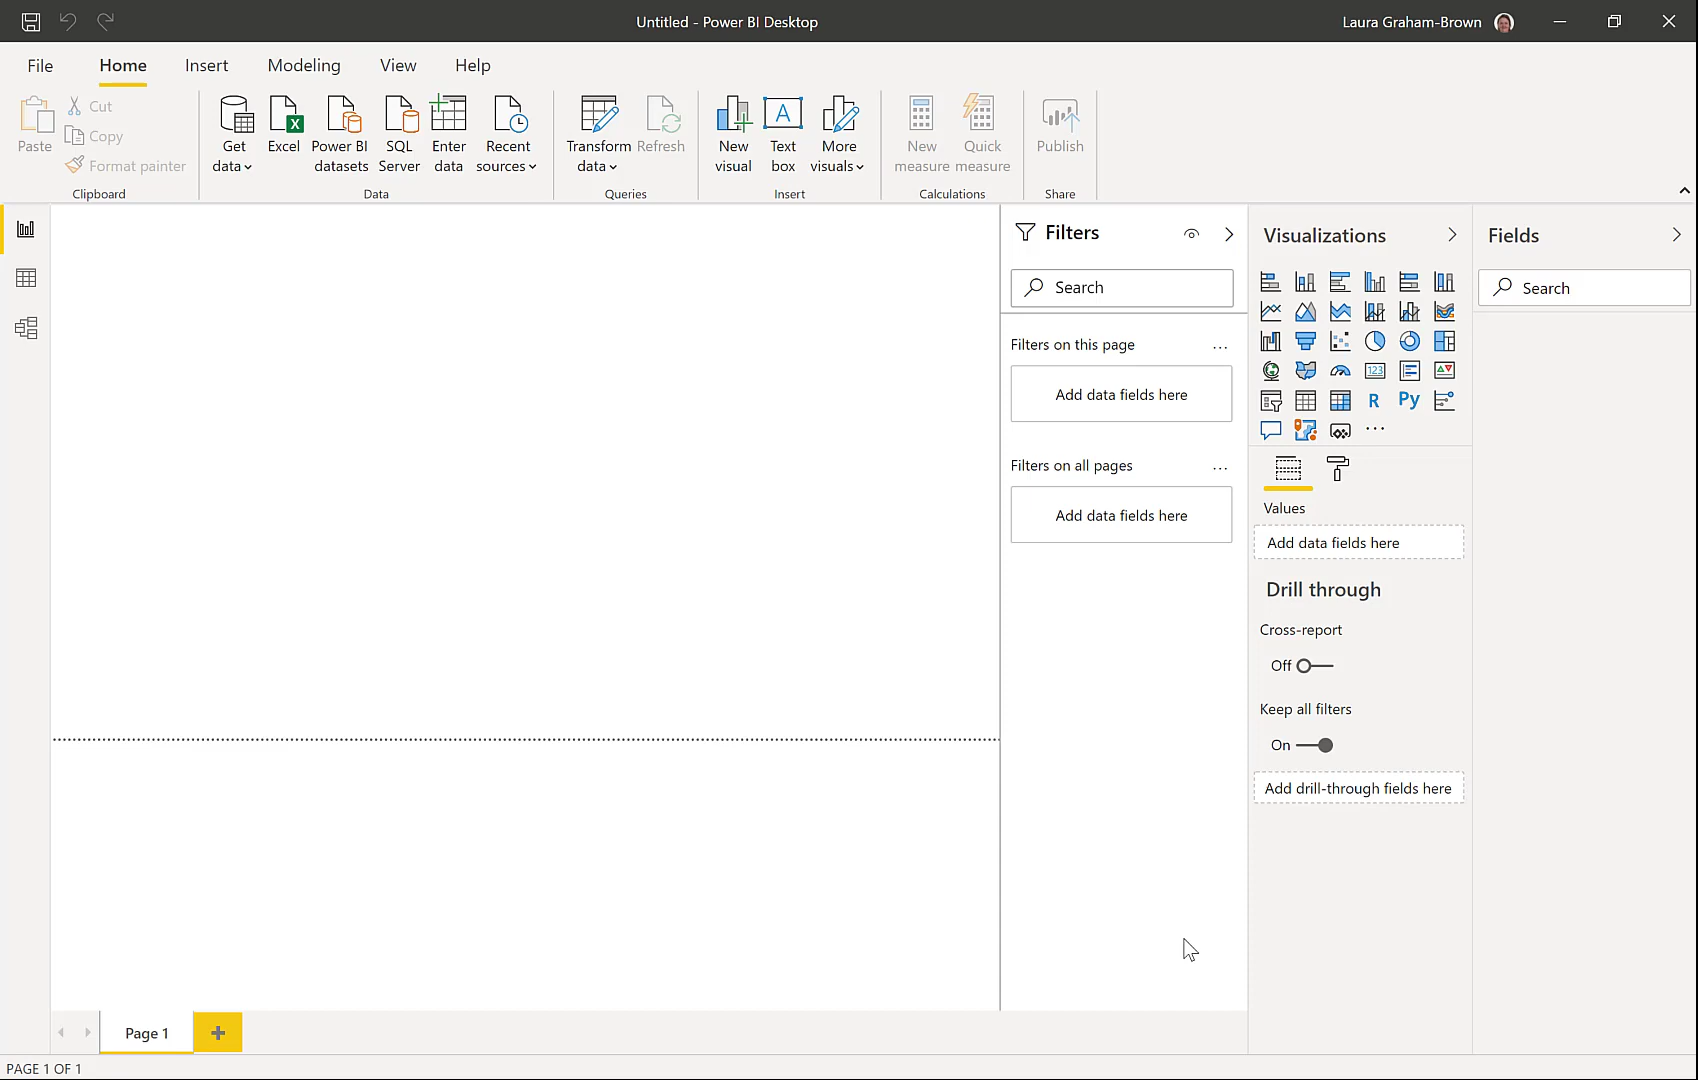 Untitled - Power BI Desktop
Laura Graham-Brown
File
Home
Insert
Modeling
View
Help
Paste
Cut
Copy
Format painter
Clipboard
Get
data
Excel
Power BI
datasets
SQL
Server
Enter
data
Recent
sources
Data
Transform
data
Refresh
Queries
New
visual
A
Text
box
More
visuals
Insert
New
measure
Quick
measure
Calculations
Publish
Share
Filters
Search
Filters on this page
...
Add data fields here
Filters on all pages
...
Add data fields here
Visualizations
123
R
Py
...
Values
Add data fields here
Drill through
Cross-report
Off
Keep all filters
On
Add drill-through fields here
Fields
Search
Page 1
PAGE 1 OF 1